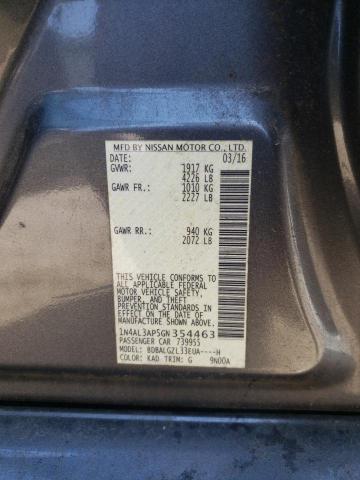 MFD BY NISSAN MOTOR CO., LTD.
DATE: 03/16
GVWR: 1917 KG
4226 LB
GAWR FR.: 1010 KG
2227 LB
GAWR RR.: 940 KG
2072 LB
THIS VEHICLE CONFORMS TO
ALL APPLICABLE FEDERAL
MOTOR VEHICLE SAFETY,
BUMPER, AND THEFT
PREVENTION STANDARDS
IN EFFECT ON THE DATE OF
MANUFACTURE SHOWN ABOVE.
1N4AL3AP5GN354463
PASSENGER CAR 739955
MODEL: BDBALGZL33EUA----H
COLOR: KAD TRIM: G 9N00A